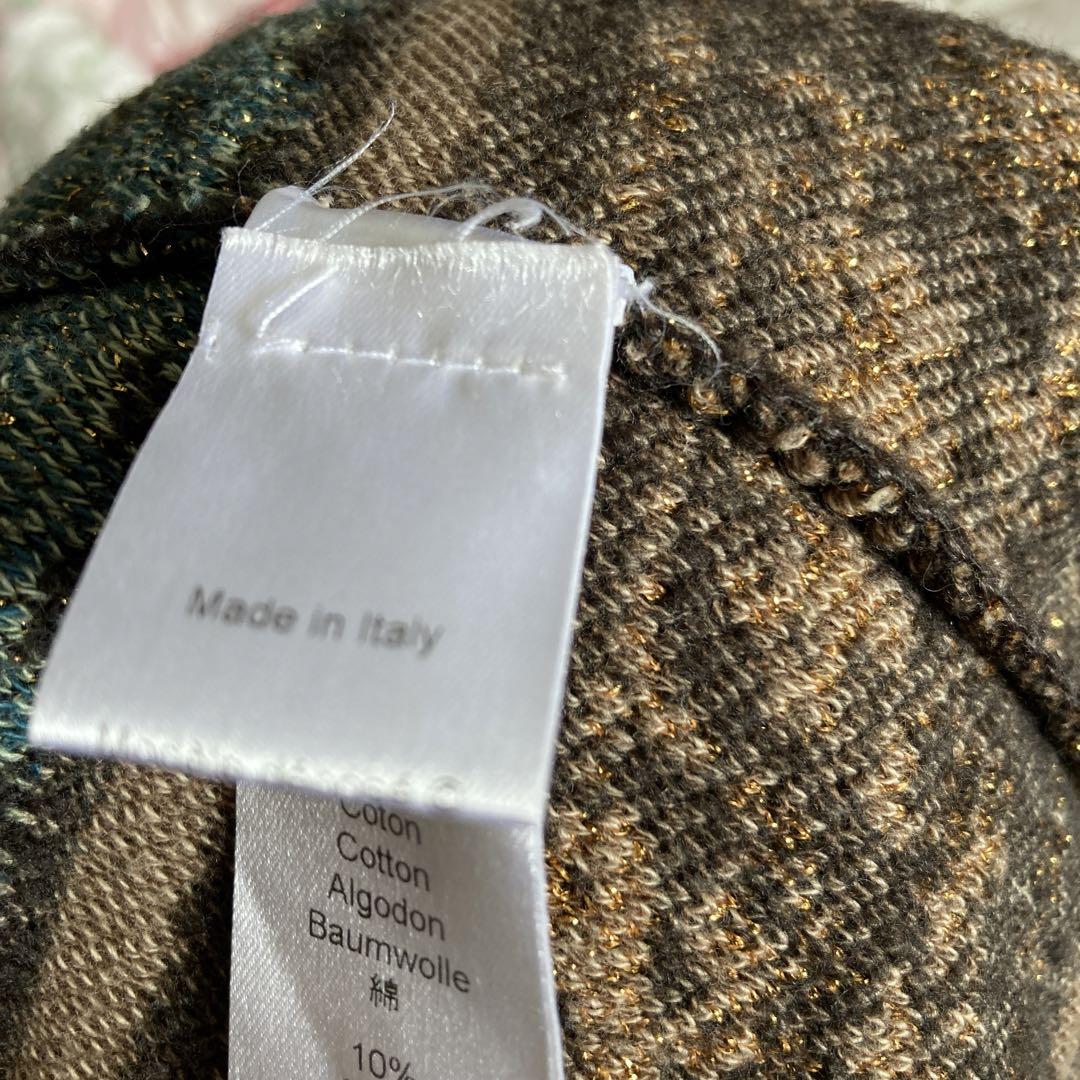 Made in Italy
Coton
Cotton
Algodon
Baumwolle
綿
10%